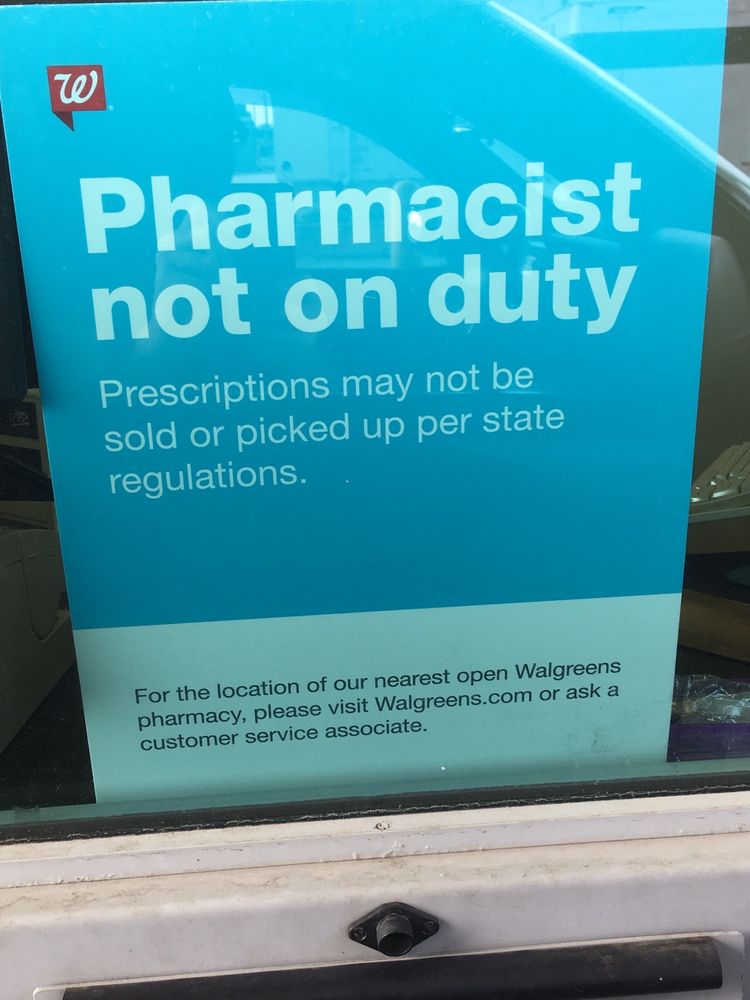 W
Pharmacist
not on duty
Prescriptions may not be
sold or picked up per state
regulations.
For the location of our nearest open Walgreens
pharmacy, please visit Walgreens.com or ask a
customer service associate.